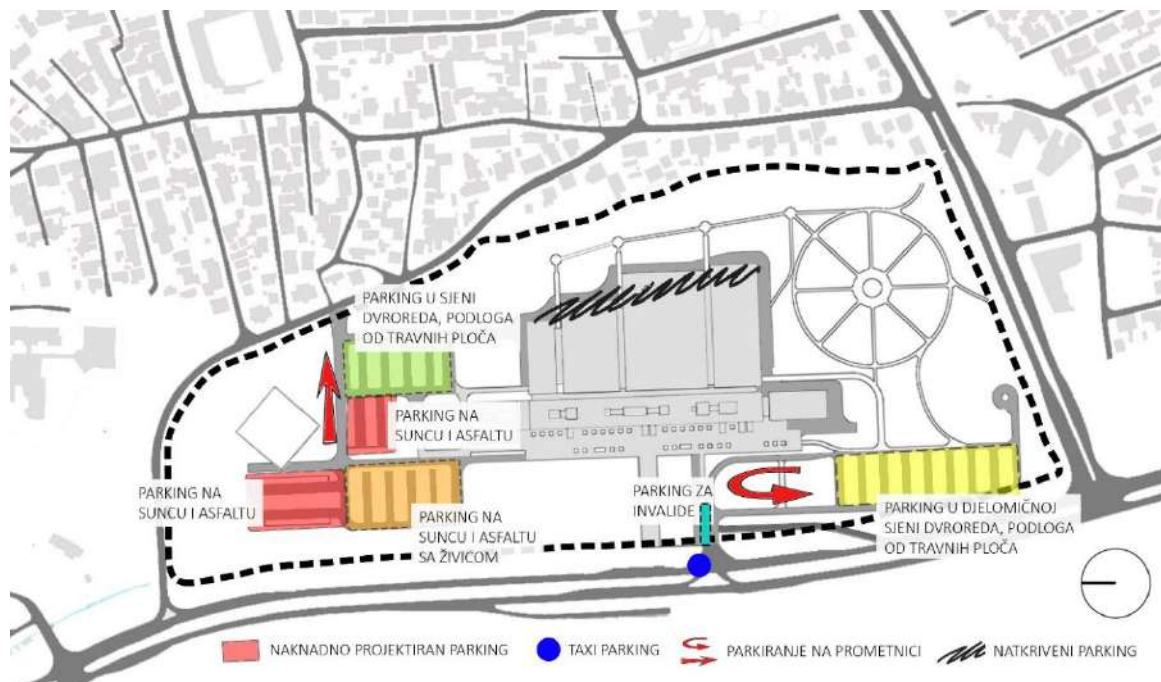 PARKING U SJENI
DVROREDA, PODLOGA
OD TRAVNIH PLOČA
PARKING NA
SUNCU I ASFALTU
PARKING NA
SUNCU I ASFALTU
PARKING NA
SUNCU I ASFALTU
SA ŽIVICOM
PARKING ZA
INVALIDE
PARKING U DJELOMIČNOJ
SJENI DVROREDA, PODLOGA
OD TRAVNIH PLOČA
NAKNADNO PROJEKTIRAN PARKING
TAXI PARKING
PARKIRANJE NA PROMETNICI
NATKRIVENI PARKING